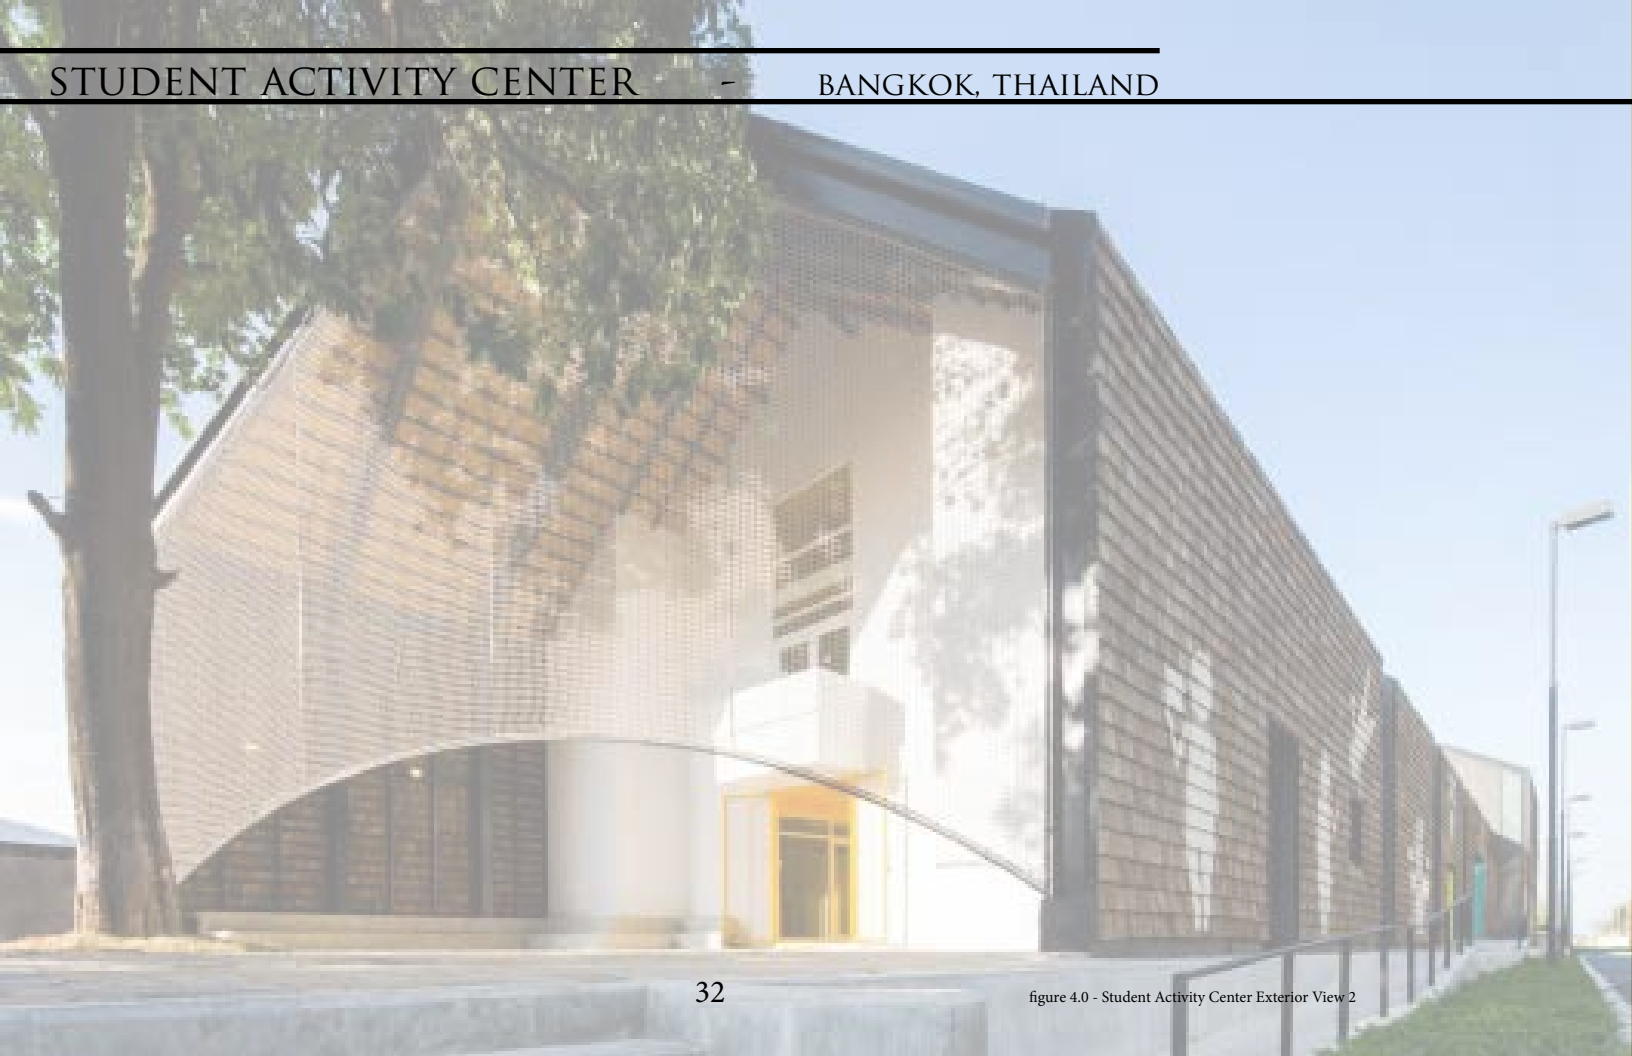 STUDENT ACTIVITY CENTER - BANGKOK, THAILAND
32
figure 4.0 - Student Activity Center Exterior View 2